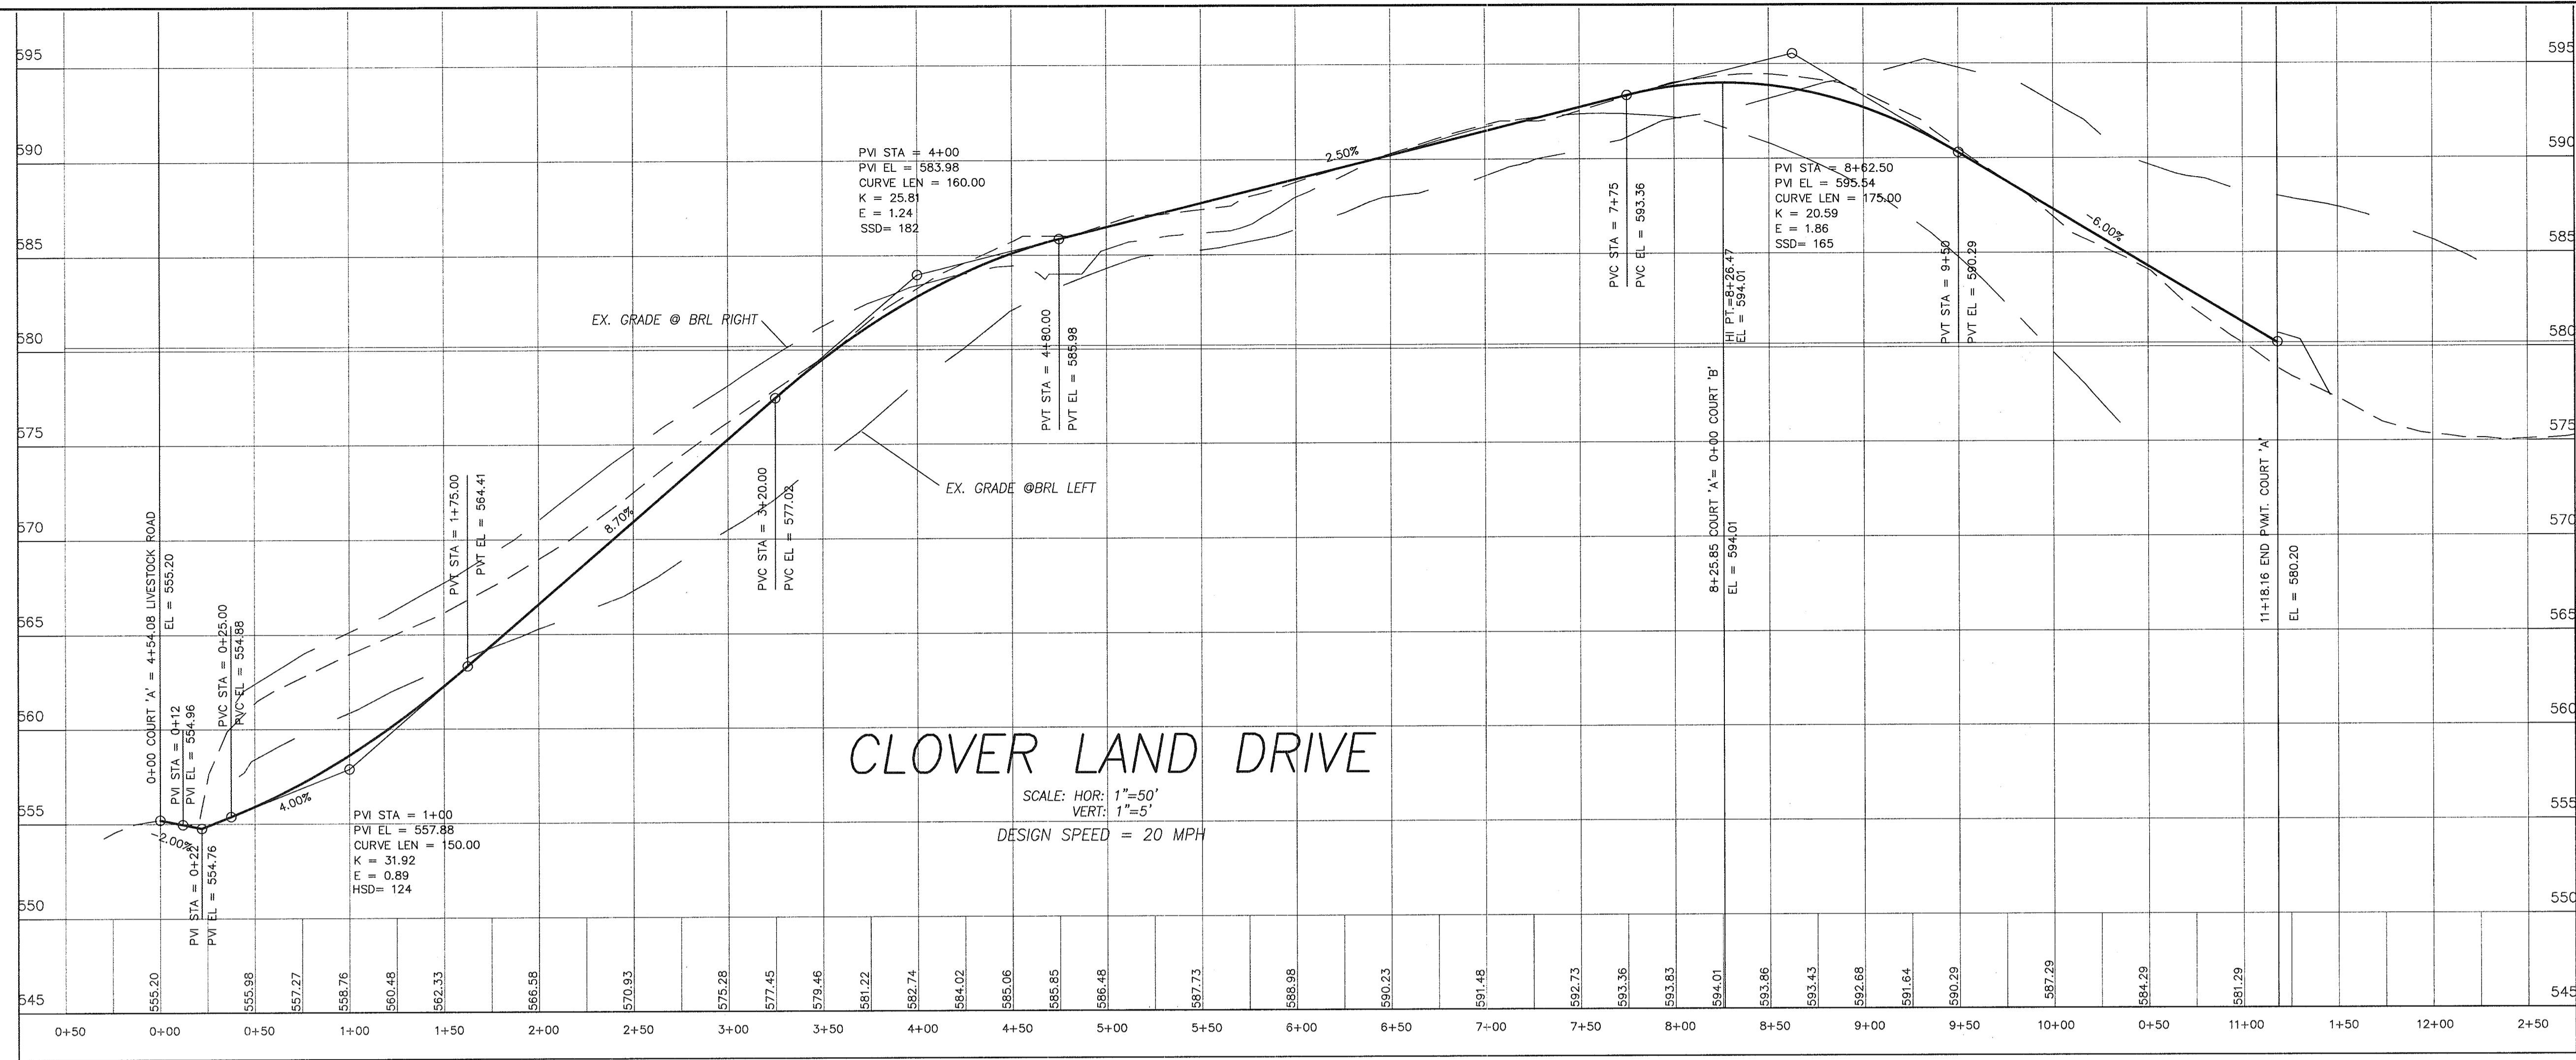 595
590
585
580
575
570
565
560
555
550
545
595
590
585
580
575
570
565
560
555
550
545
0+00 COURT 'A' = 4+54.08 LIVESTOCK ROAD
EL = 555.20
PVI STA = 0+12
PVI EL = 554.96
-2.00%
PVI STA = 0+22
PVI EL = 554.76
PVC STA = 0+25.00
PVC EL = 554.88
4.00%
PVI STA = 1+00
PVI EL = 557.88
CURVE LEN = 150.00
K = 31.92
E = 0.89
HSD= 124
PVT STA = 1+75.00
PVT EL = 564.41
8.70%
EX. GRADE @ BRL RIGHT
PVC STA = 3+20.00
PVC EL = 577.02
EX. GRADE @BRL LEFT
PVI STA = 4+00
PVI EL = 583.98
CURVE LEN = 160.00
K = 25.81
E = 1.24
SSD= 182
PVT STA = 4+80.00
PVT EL = 585.98
2.50%
PVC STA = 7+75
PVC EL = 593.36
HI PT.=8+26.47
EL = 594.01
8+25.85 COURT 'A'= 0+00 COURT 'B'
EL = 594.01
PVI STA = 8+62.50
PVI EL = 595.54
CURVE LEN = 175.00
K = 20.59
E = 1.86
SSD= 165
PVT STA = 9+50
PVT EL = 590.29
-6.00%
11+18.16 END PVMT. COURT 'A'
EL = 580.20
CLOVER LAND DRIVE
SCALE: HOR: 1"=50'
VERT: 1"=5'
DESIGN SPEED = 20 MPH
555.20 555.98 557.27 558.76 560.48 562.33 566.58 570.93 575.28 577.45 579.46 581.22 582.74 584.02 585.06 585.85 586.48 587.73 588.98 590.23 591.48 592.73 593.36 593.83 594.01 593.86 593.43 592.68 591.64 590.29 587.29 584.29 581.29
0+50 0+00 0+50 1+00 1+50 2+00 2+50 3+00 3+50 4+00 4+50 5+00 5+50 6+00 6+50 7+00 7+50 8+00 8+50 9+00 9+50 10+00 0+50 11+00 1+50 12+00 2+50